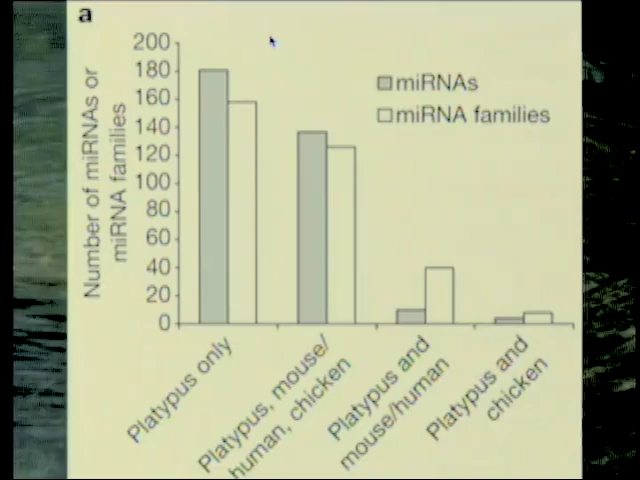 a
200
180
160
140
120
100
80
60
40
20
0
Number of miRNAs or
miRNA families
miRNAs
miRNA families
Platypus only
Platypus, mouse/
human, chicken
Platypus and
mouse/human
Platypus and
chicken